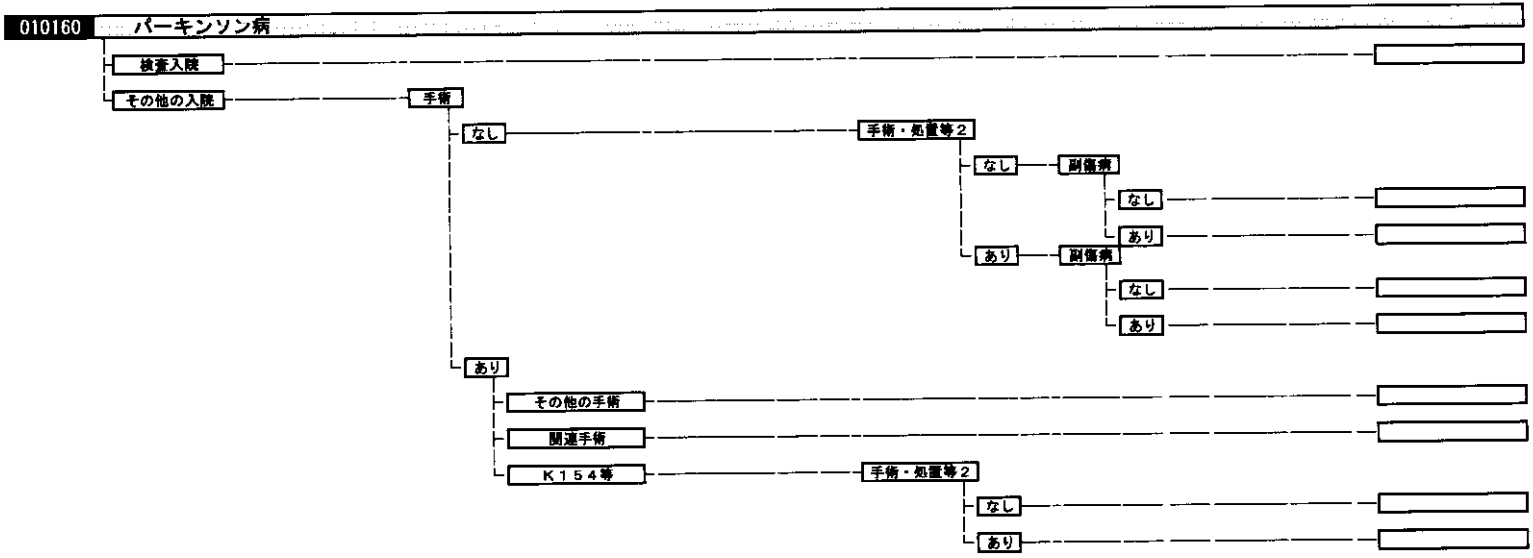 010160 パーキンソン病
検査入院
その他の入院 手術
なし 手術・処置等2
なし 副傷病
なし
あり
あり 副傷病
なし
あり
あり
その他の手術
関連手術
K154等 手術・処置等2
なし
あり